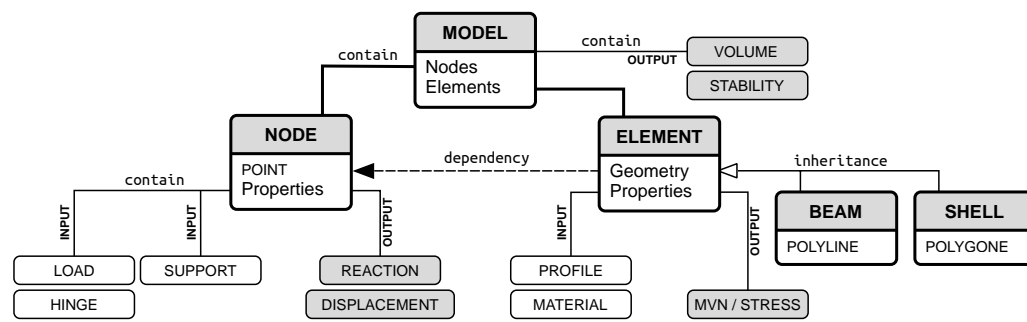 MODEL
contain
contain
VOLUME
OUTPUT
Nodes
Elements
STABILITY
NODE
ELEMENT
POINT
Properties
dependency
Geometry
Properties
inheritance
contain
INPUT
INPUT
OUTPUT
INPUT
OUTPUT
BEAM
SHELL
POLYLINE
POLYGONE
LOAD
SUPPORT
REACTION
PROFILE
HINGE
DISPLACEMENT
MATERIAL
MVN / STRESS